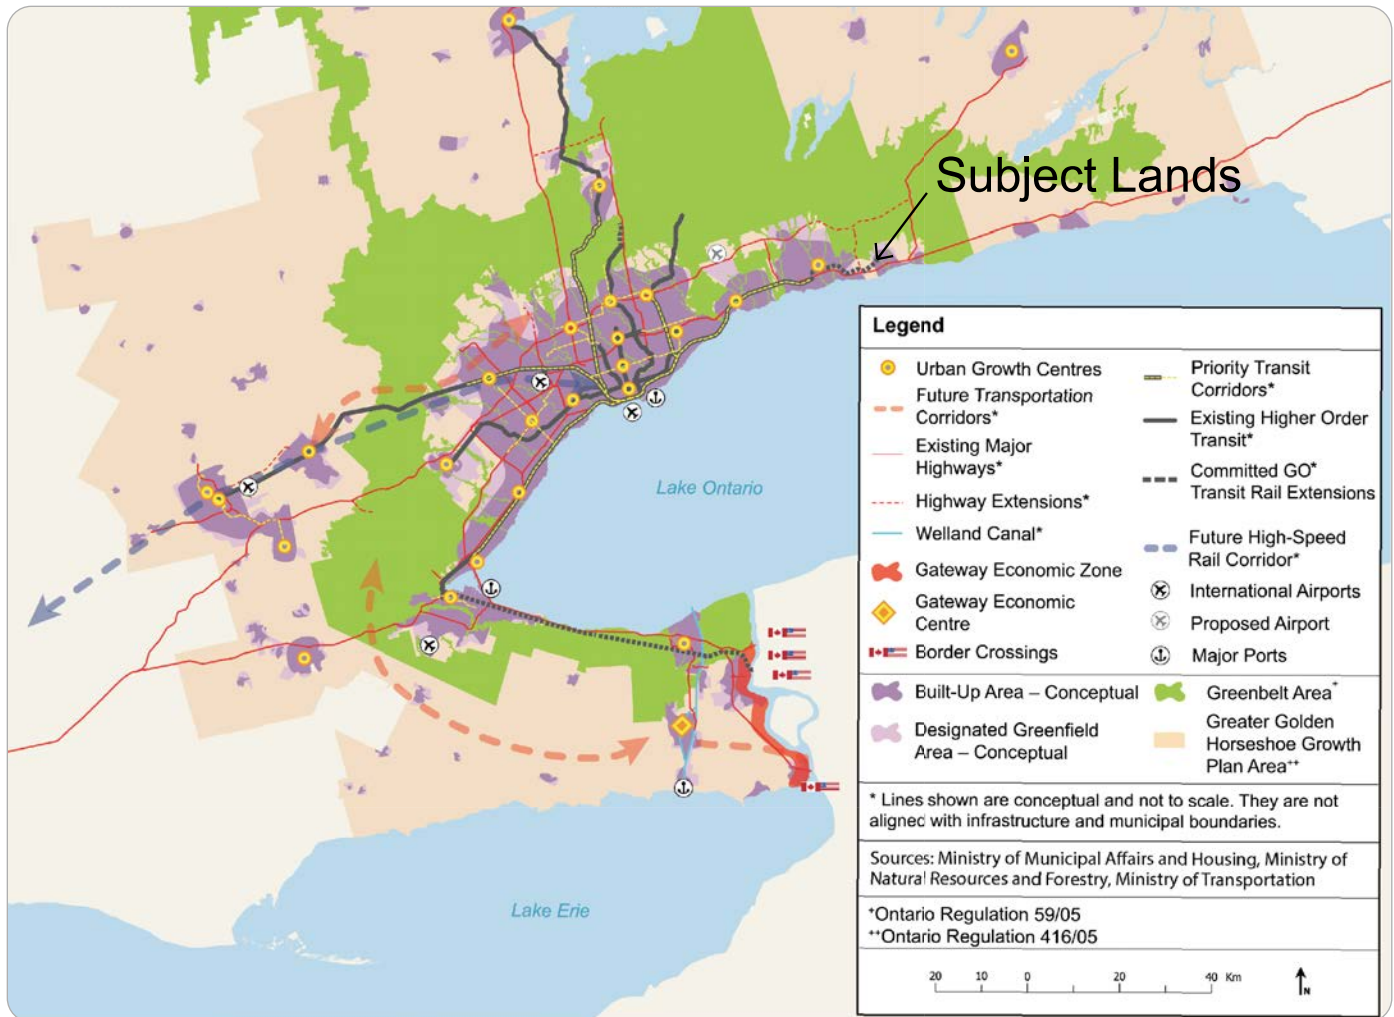 Subject Lands
Lake Ontario
Lake Erie
Legend
Urban Growth Centres
Future Transportation
Corridors*
Existing Major
Highways*
Highway Extensions*
Welland Canal*
Gateway Economic Zone
Gateway Economic
Centre
Border Crossings
Priority Transit
Corridors*
Existing Higher Order
Transit*
Committed GO*
Transit Rail Extensions
Future High-Speed
Rail Corridor*
International Airports
Proposed Airport
Major Ports
Built-Up Area – Conceptual
Designated Greenfield
Area – Conceptual
Greenbelt Area+
Greater Golden
Horseshoe Growth
Plan Area++
* Lines shown are conceptual and not to scale. They are not
aligned with infrastructure and municipal boundaries.
Sources: Ministry of Municipal Affairs and Housing, Ministry of
Natural Resources and Forestry, Ministry of Transportation
+Ontario Regulation 59/05
++Ontario Regulation 416/05
20 10 0 20 40 Km
N